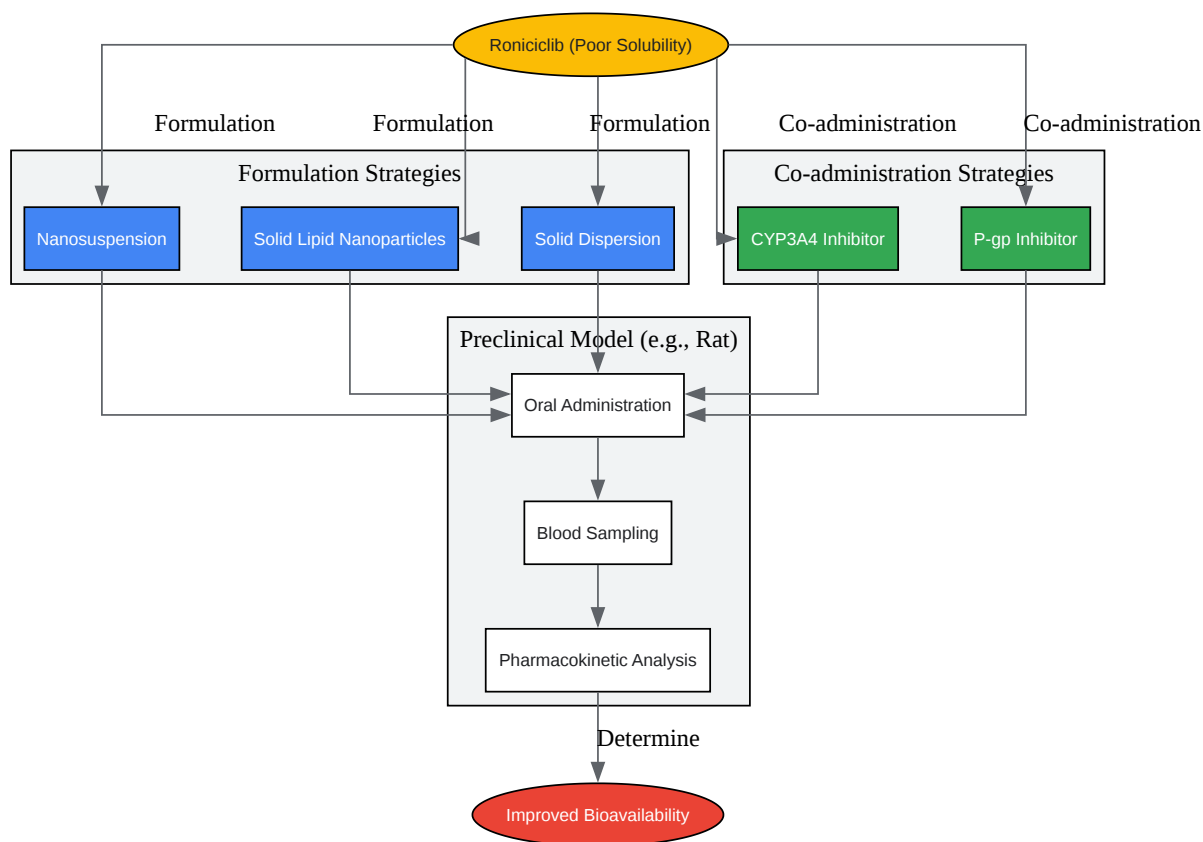 Roniciclib (Poor Solubility)
Formulation
Formulation
Formulation
Co-administration
Co-administration
Formulation Strategies
Co-administration Strategies
Nanosuspension
Solid Lipid Nanoparticles
Solid Dispersion
CYP3A4 Inhibitor
P-gp Inhibitor
Preclinical Model (e.g., Rat)
Oral Administration
Blood Sampling
Pharmacokinetic Analysis
Determine
Improved Bioavailability